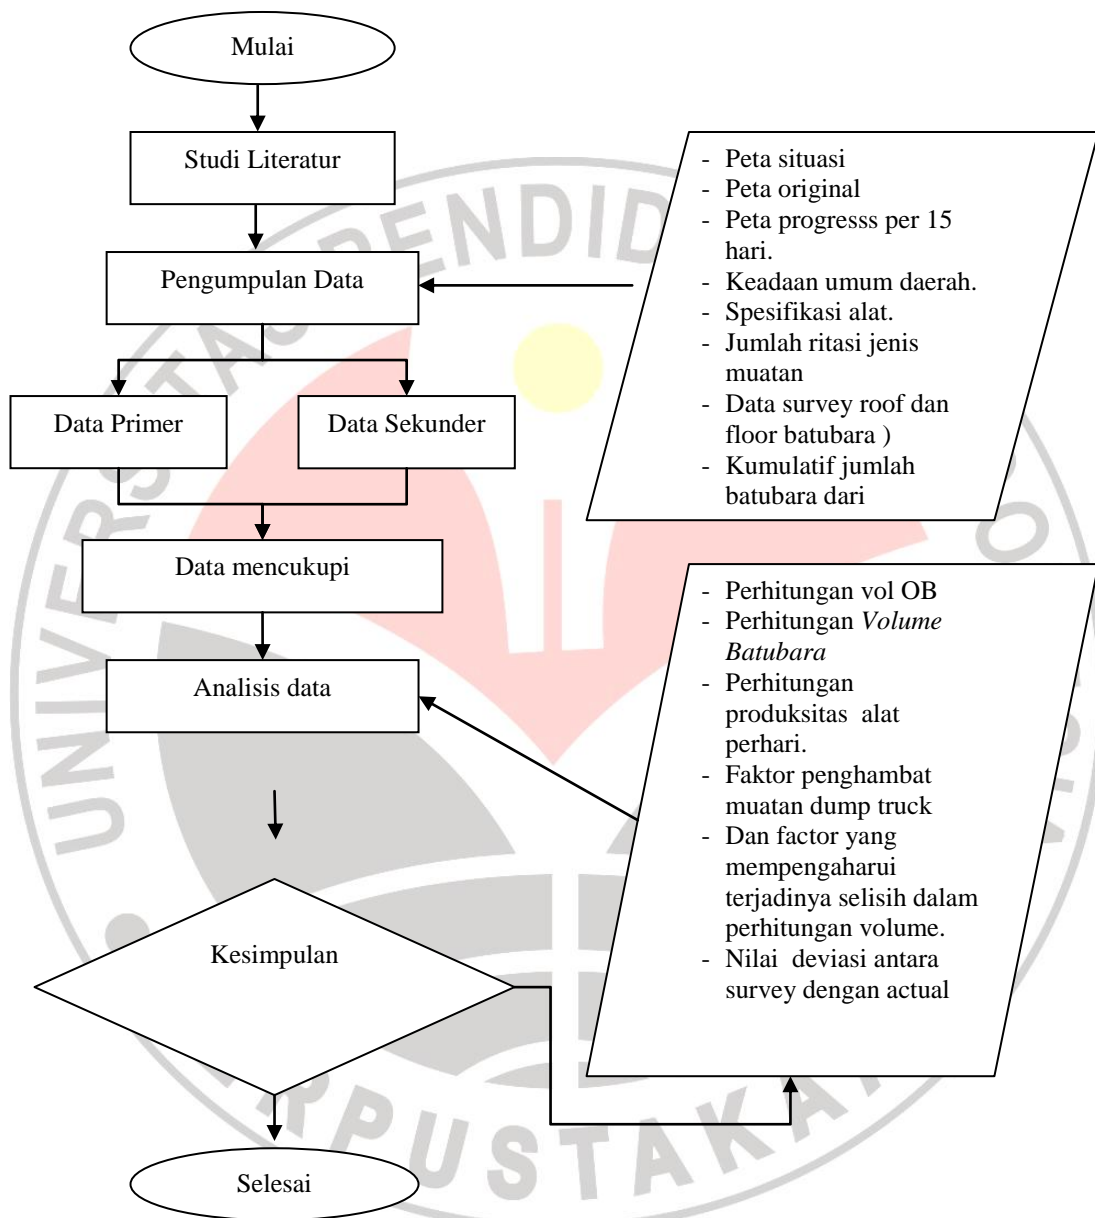 Mulai
Studi Literatur
Pengumpulan Data
- Peta situasi
- Peta original
- Peta progresss per 15
hari.
- Keadaan umum daerah.
- Spesifikasi alat.
- Jumlah ritasi jenis
muatan
- Data survey roof dan
floor batubara )
- Kumulatif jumlah
batubara dari
Data Primer
Data Sekunder
Data mencukupi
Analisis data
- Perhitungan vol OB
- Perhitungan Volume
Batubara
- Perhitungan
produksitas alat
perhari.
- Faktor penghambat
muatan dump truck
- Dan factor yang
mempengaharui
terjadinya selisih dalam
perhitungan volume.
- Nilai deviasi antara
survey dengan actual
Kesimpulan
Selesai